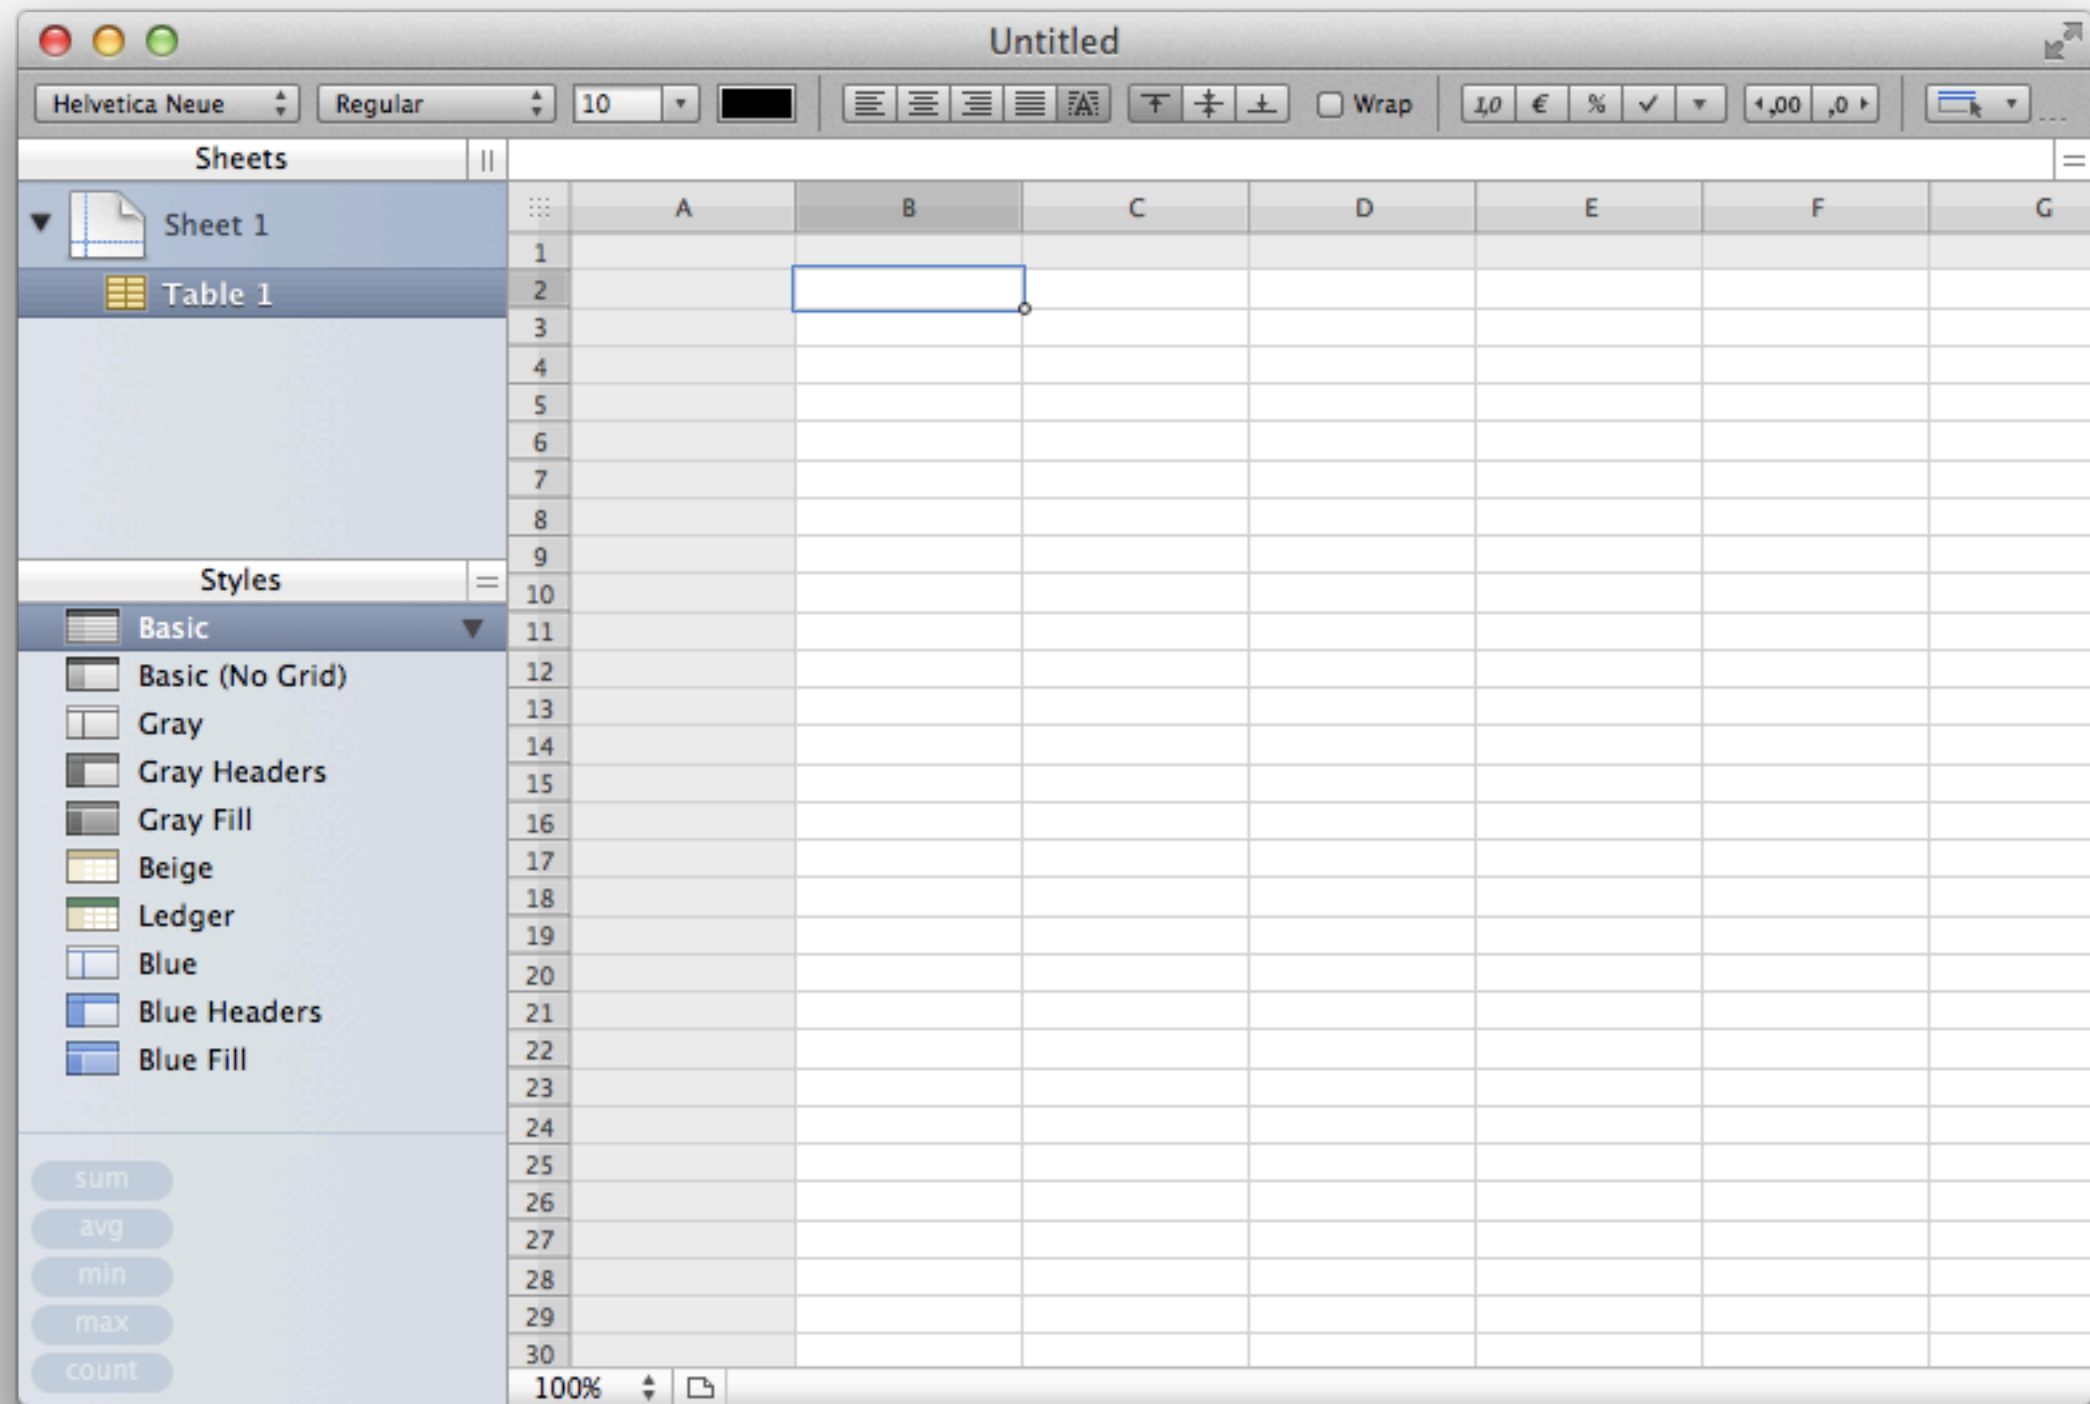 Untitled
Helvetica Neue Regular 10 A Wrap 1,0 € % ,00 ,0
Sheets
Sheet 1
Table 1
Styles
Basic
Basic (No Grid)
Gray
Gray Headers
Gray Fill
Beige
Ledger
Blue
Blue Headers
Blue Fill
sum
avg
min
max
count
A B C D E F G
1
2
3
4
5
6
7
8
9
10
11
12
13
14
15
16
17
18
19
20
21
22
23
24
25
26
27
28
29
30
100%